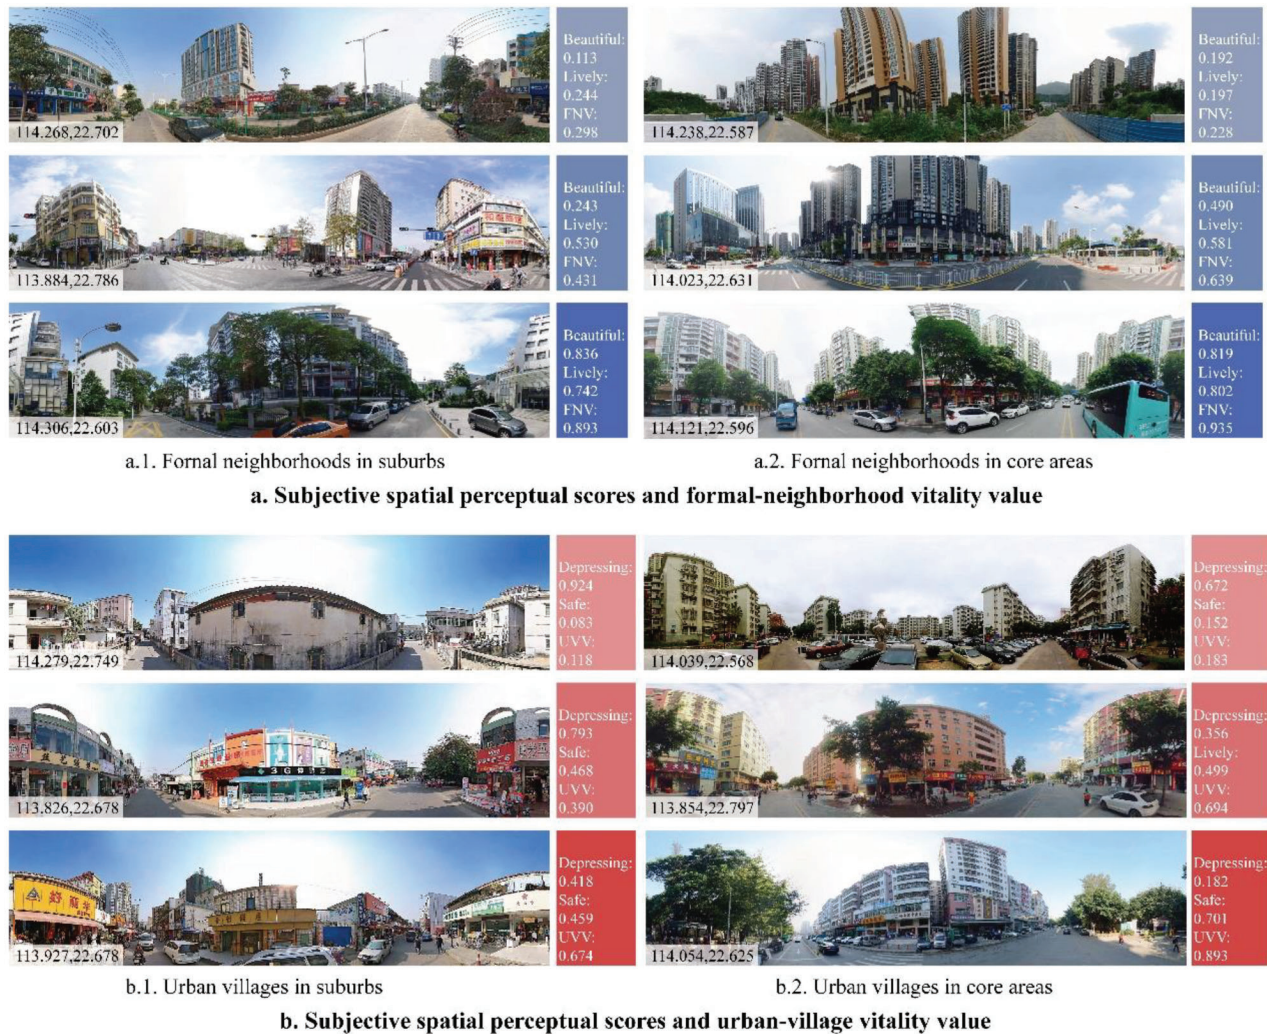 Beautiful:
0.113
Lively:
0.244
FNV:
0.298
114.268,22.702
Beautiful:
0.192
Lively:
0.197
FNV:
0.228
114.238,22.587
Beautiful:
0.243
Lively:
0.530
FNV:
0.431
113.884,22.786
Beautiful:
0.490
Lively:
0.581
FNV:
0.639
114.023,22.631
Beautiful:
0.836
Lively:
0.742
FNV:
0.893
114.306,22.603
Beautiful:
0.819
Lively:
0.802
FNV:
0.935
114.121,22.596
a.1. Fornal neighborhoods in suburbs
a.2. Fornal neighborhoods in core areas
a. Subjective spatial perceptual scores and formal-neighborhood vitality value
Depressing:
0.924
Safe:
0.083
UVV:
0.118
114.279,22.749
Depressing:
0.672
Safe:
0.152
UVV:
0.183
114.039,22.568
Depressing:
0.793
Safe:
0.468
UVV:
0.390
3G
113.826,22.678
Depressing:
0.356
Lively:
0.499
UVV:
0.694
113.854,22.797
Depressing:
0.418
Safe:
0.459
UVV:
0.674
113.927,22.678
Depressing:
0.182
Safe:
0.701
UVV:
0.893
114.054,22.625
b.1. Urban villages in suburbs
b.2. Urban villages in core areas
b. Subjective spatial perceptual scores and urban-village vitality value